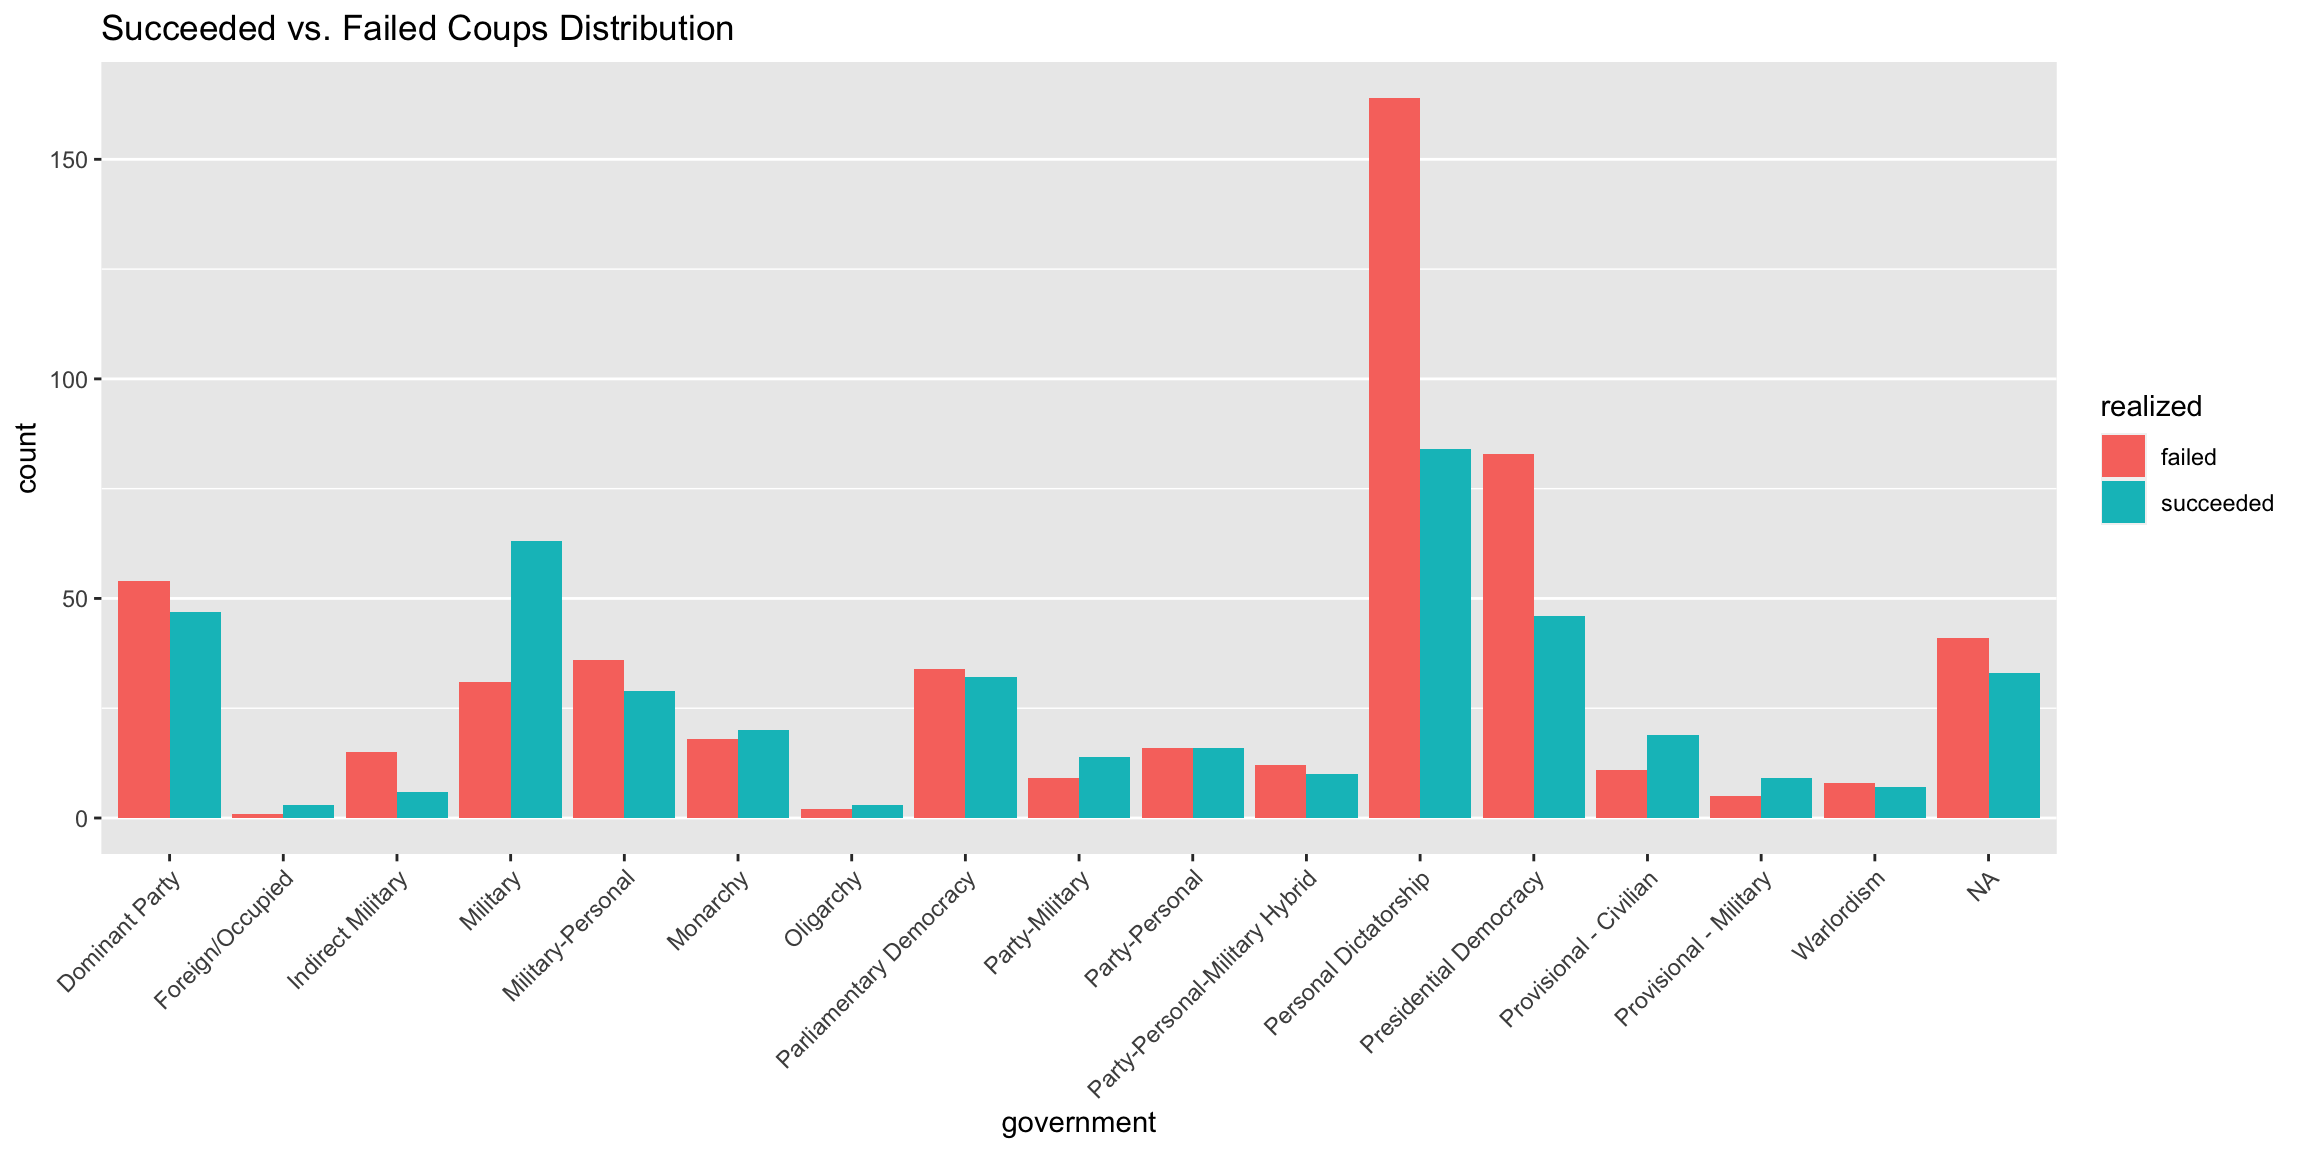 Succeeded vs. Failed Coups Distribution
count
150
100
50
0
Dominant Party
Foreign/Occupied
Indirect Military
Military
Military-Personal
Monarchy
Oligarchy
Parliamentary Democracy
Party-Military
Party-Personal
Party-Personal-Military Hybrid
Personal Dictatorship
Presidential Democracy
Provisional - Civilian
Provisional - Military
Warlordism
NA
government
realized
failed
succeeded